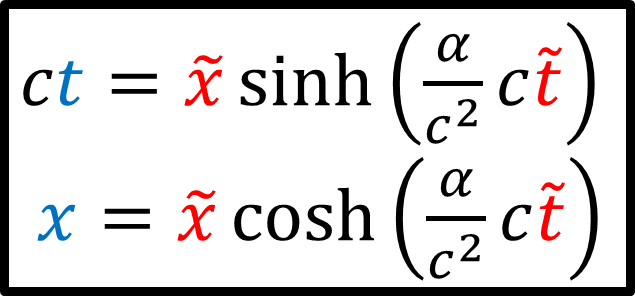 ct = x̃ sinh (α/c² ct̃)
x = x̃ cosh (α/c² ct̃)